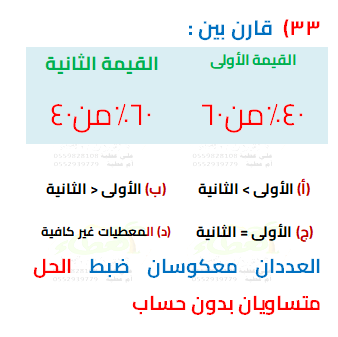 ٣٣) قارن بين :
القيمة الأولى القيمة الثانية
٤٠٪ من ٦٠ ٦٠٪ من ٤٠
(أ) الأولى > الثانية (ب) الأولى < الثانية
(ج) الأولى = الثانية (د) المعطيات غير كافية
العددان معكوسان ضبط الحل
متساويان بدون حساب